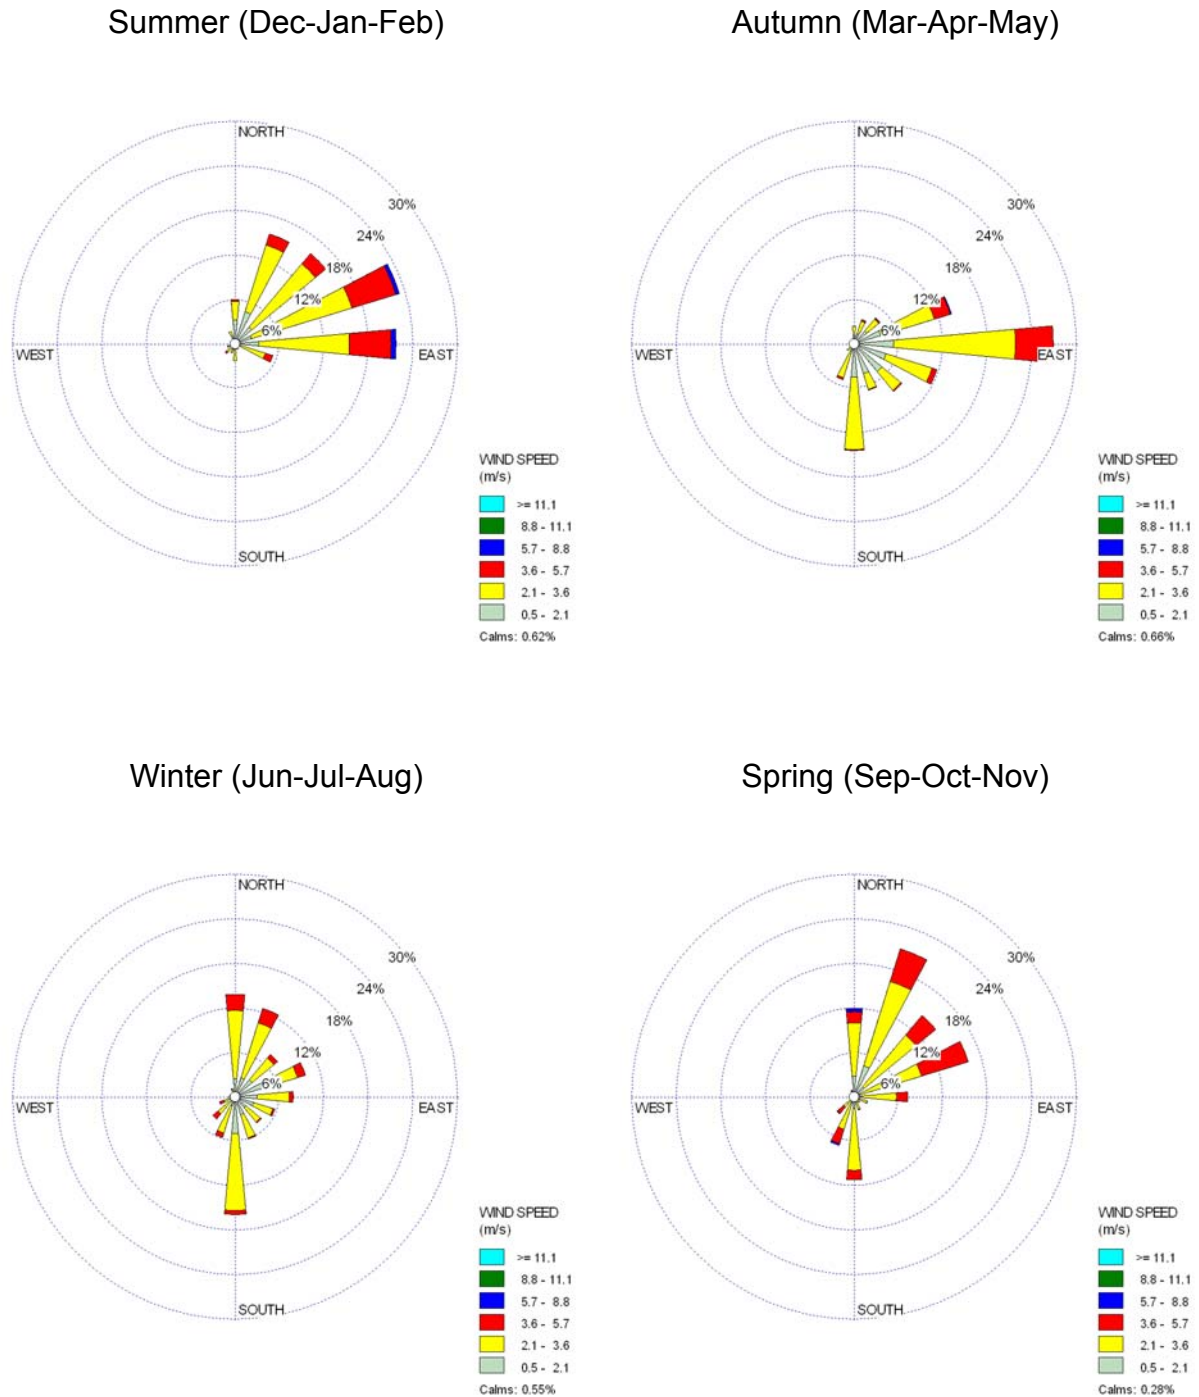 Summer (Dec-Jan-Feb)
NORTH
30%
24%
18%
12%
6%
WEST
EAST
SOUTH
WIND SPEED
(m/s)
>= 11.1
8.8 - 11.1
5.7 - 8.8
3.6 - 5.7
2.1 - 3.6
0.5 - 2.1
Calms: 0.62%
Autumn (Mar-Apr-May)
NORTH
30%
24%
18%
12%
6%
WEST
EAST
SOUTH
WIND SPEED
(m/s)
>= 11.1
8.8 - 11.1
5.7 - 8.8
3.6 - 5.7
2.1 - 3.6
0.5 - 2.1
Calms: 0.66%
Winter (Jun-Jul-Aug)
NORTH
30%
24%
18%
12%
6%
WEST
EAST
SOUTH
WIND SPEED
(m/s)
>= 11.1
8.8 - 11.1
5.7 - 8.8
3.6 - 5.7
2.1 - 3.6
0.5 - 2.1
Calms: 0.55%
Spring (Sep-Oct-Nov)
NORTH
30%
24%
18%
12%
6%
WEST
EAST
SOUTH
WIND SPEED
(m/s)
>= 11.1
8.8 - 11.1
5.7 - 8.8
3.6 - 5.7
2.1 - 3.6
0.5 - 2.1
Calms: 0.28%